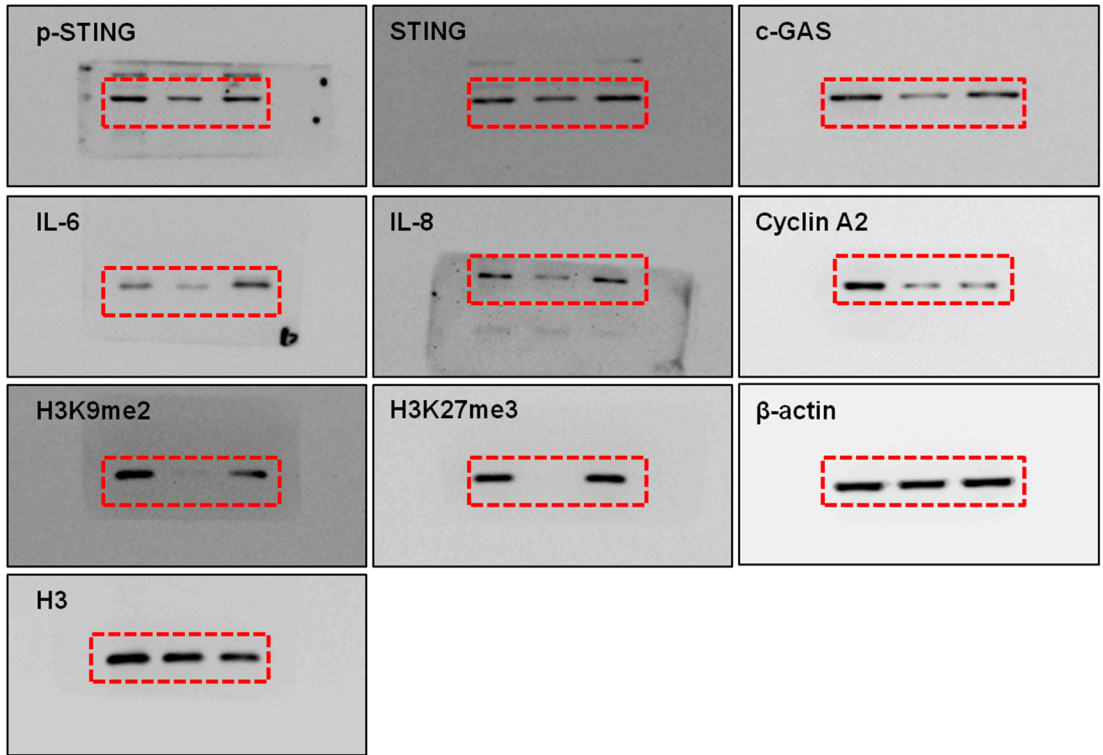 p-STING
STING
c-GAS
IL-6
IL-8
Cyclin A2
H3K9me2
H3K27me3
β-actin
H3